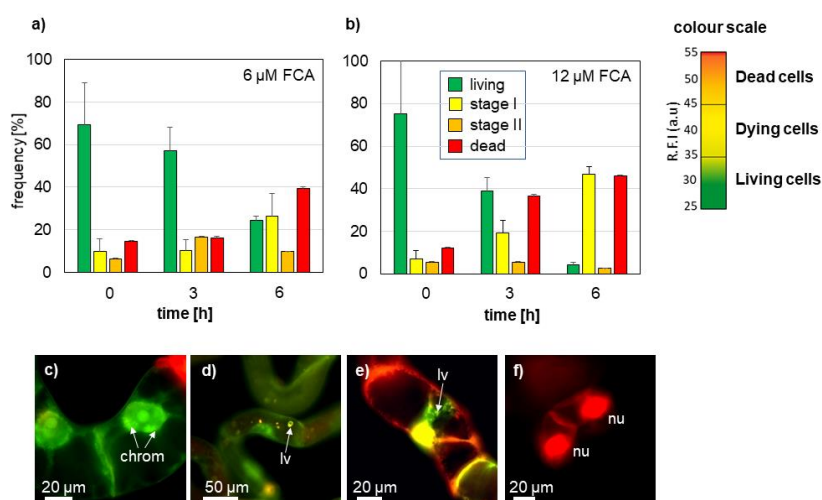 a)
b)
colour scale
6 µM FCA
12 µM FCA
frequency [%]
100
80
60
40
20
0
0 3 6
time [h]
100
80
60
40
20
0
living
stage I
stage II
dead
0 3 6
time [h]
R.F.I (a.u)
55
50
45
40
35
30
25
Dead cells
Dying cells
Living cells
c)
chrom
20 µm
d)
lv
50 µm
e)
lv
20 µm
f)
nu
nu
20 µm